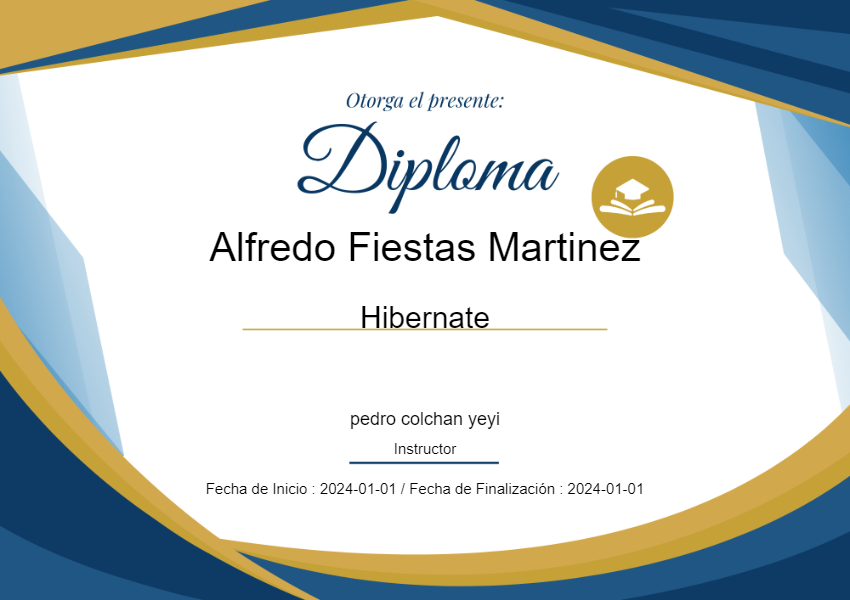 Otorga el presente:
Diploma
Alfredo Fiestas Martinez
Hibernate
pedro colchan yeyi
Instructor
Fecha de Inicio : 2024-01-01 / Fecha de Finalización : 2024-01-01